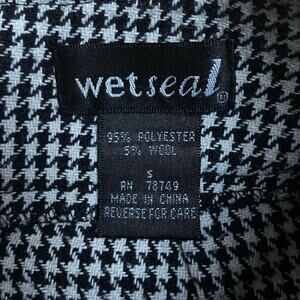 wetseal®
95% POLYESTER
5% WOOL
S
RN 78749
MADE IN CHINA
REVERSE FOR CARE